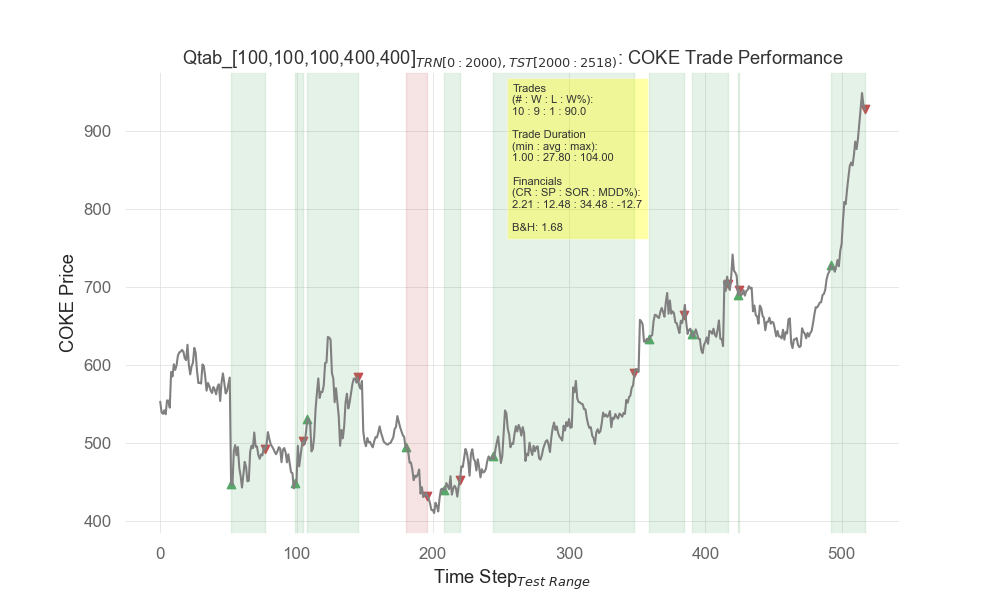 Qtab_[100,100,100,400,400]TRN[0 : 2000), TST[2000 : 2518): COKE Trade Performance
Trades
(# : W : L : W%):
10 : 9 : 1 : 90.0
Trade Duration
(min : avg : max):
1.00 : 27.80 : 104.00
Financials
(CR : SP : SOR : MDD%):
2.21 : 12.48 : 34.48 : -12.7
B&H: 1.68
COKE Price
900
800
700
600
500
400
0 100 200 300 400 500
Time StepTest Range